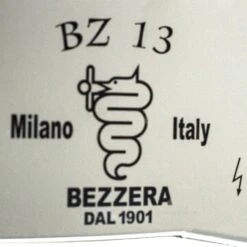 BZ 13
Milano Italy
BEZZERA
DAL 1901